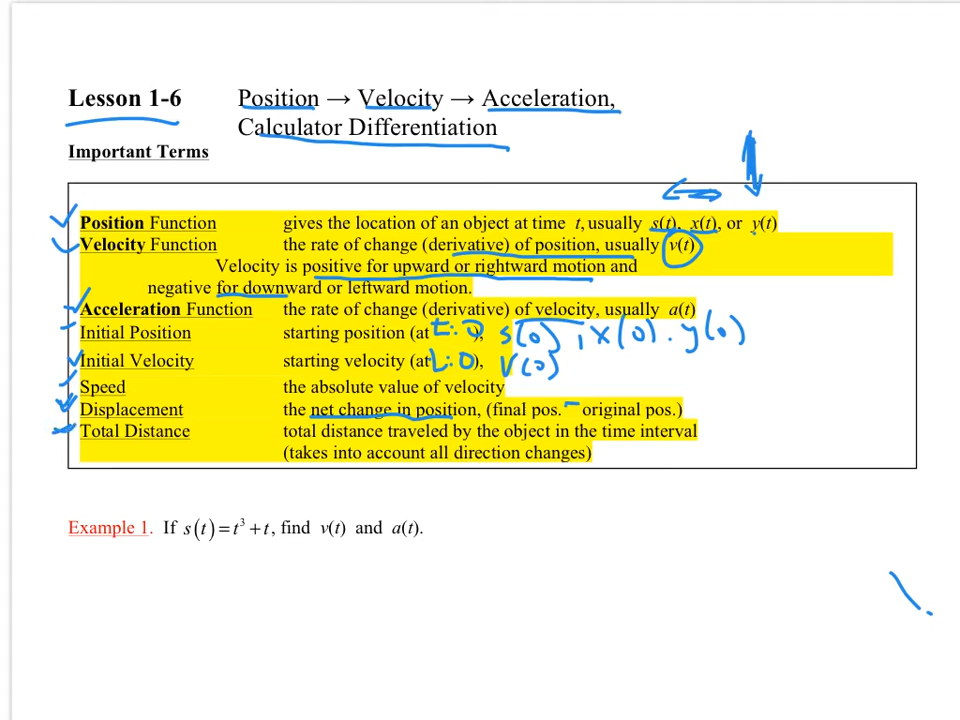 Lesson 1-6 Position → Velocity → Acceleration,
Calculator Differentiation
Important Terms
Position Function gives the location of an object at time t, usually s(t), x(t), or y(t)
Velocity Function the rate of change (derivative) of position, usually v(t)
Velocity is positive for upward or rightward motion and
negative for downward or leftward motion.
Acceleration Function the rate of change (derivative) of velocity, usually a(t)
Initial Position starting position (at t=0), s(0), x(0), y(0)
Initial Velocity starting velocity (at t=0), v(0)
Speed the absolute value of velocity
Displacement the net change in position, (final pos. − original pos.)
Total Distance total distance traveled by the object in the time interval
(takes into account all direction changes)
Example 1. If s(t)=t³+t, find v(t) and a(t).